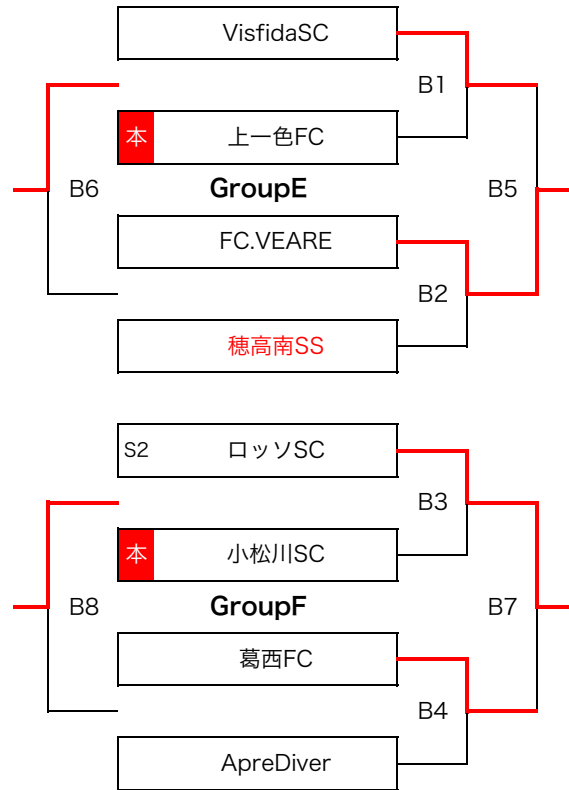 VisfidaSC
B1
本 上一色FC
B6 GroupE B5
FC.VEARE
B2
穂高南SS
S2 ロッソSC
B3
本 小松川SC
B8 GroupF B7
葛西FC
B4
ApreDiver